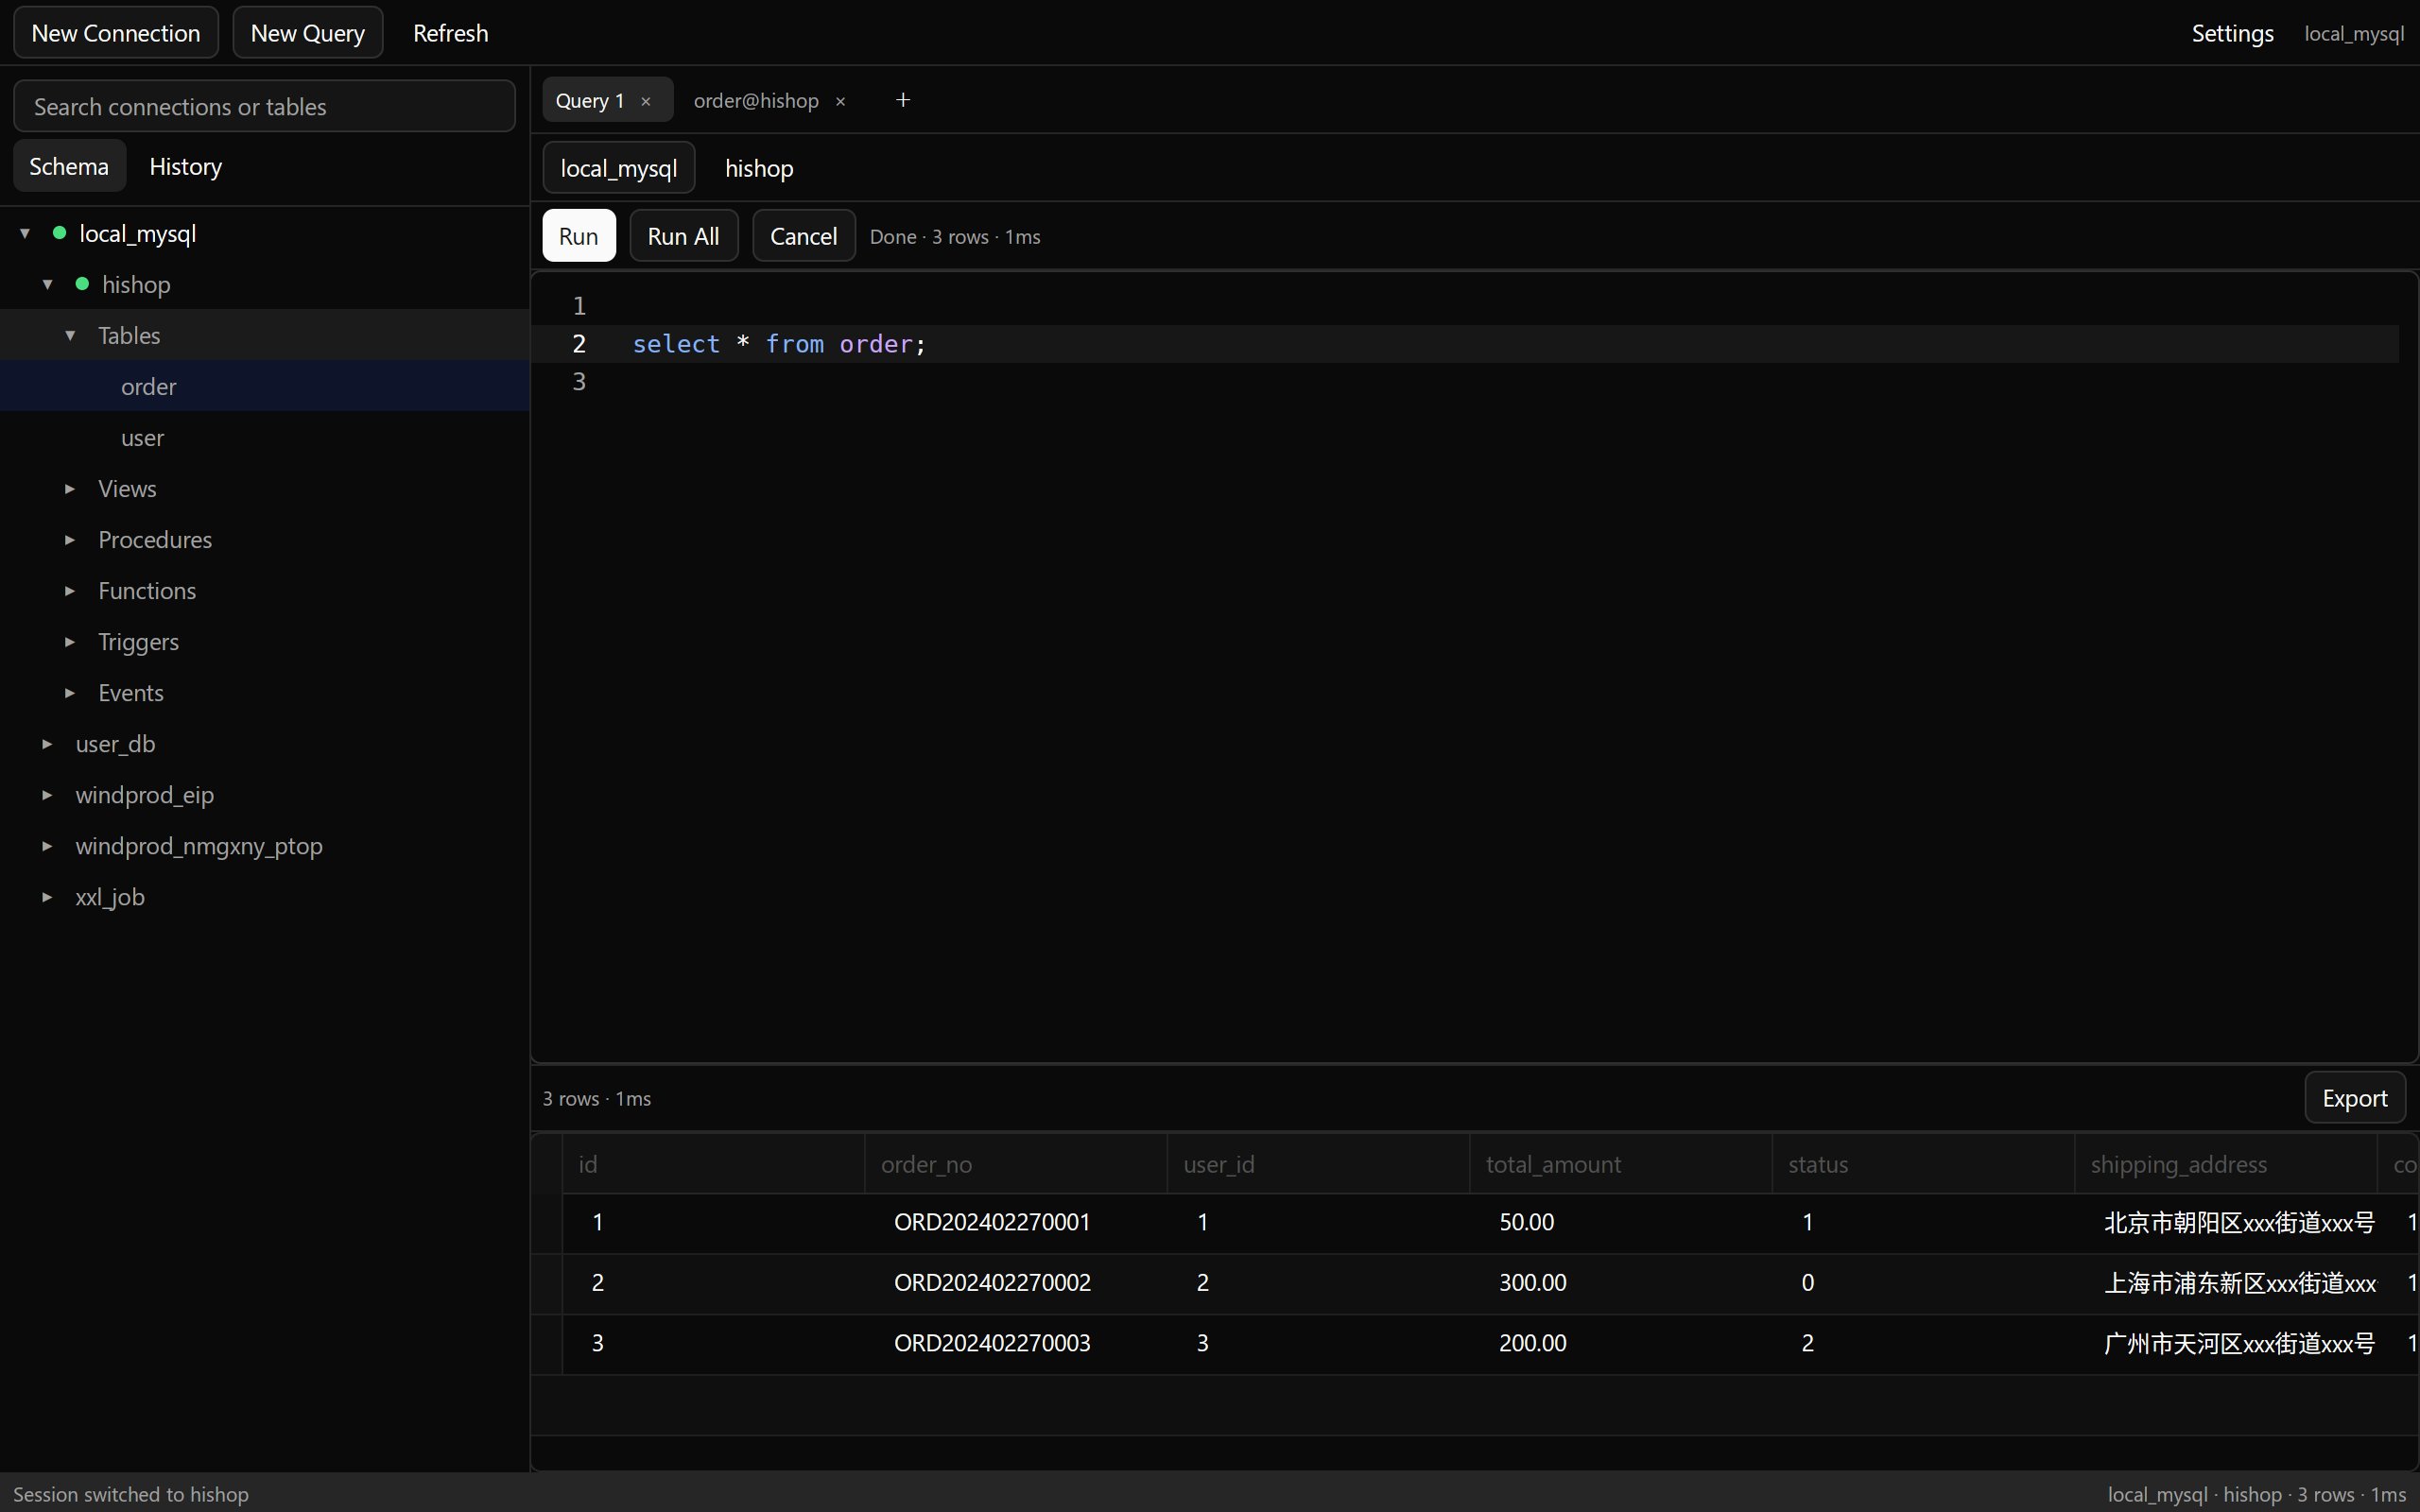 New Connection New Query Refresh Settings local_mysql
Search connections or tables
Schema History
local_mysql
hishop
Tables
order
user
Views
Procedures
Functions
Triggers
Events
user_db
windprod_eip
windprod_nmgxny_ptop
xxl_job
Query 1 × order@hishop × +
local_mysql hishop
Run Run All Cancel Done · 3 rows · 1ms
1
2 select * from order;
3
3 rows · 1ms Export
id order_no user_id total_amount status shipping_address co
1 ORD202402270001 1 50.00 1 北京市朝阳区xxx街道xxx号 1
2 ORD202402270002 2 300.00 0 上海市浦东新区xxx街道xxx 1
3 ORD202402270003 3 200.00 2 广州市天河区xxx街道xxx号 1
Session switched to hishop local_mysql · hishop · 3 rows · 1ms